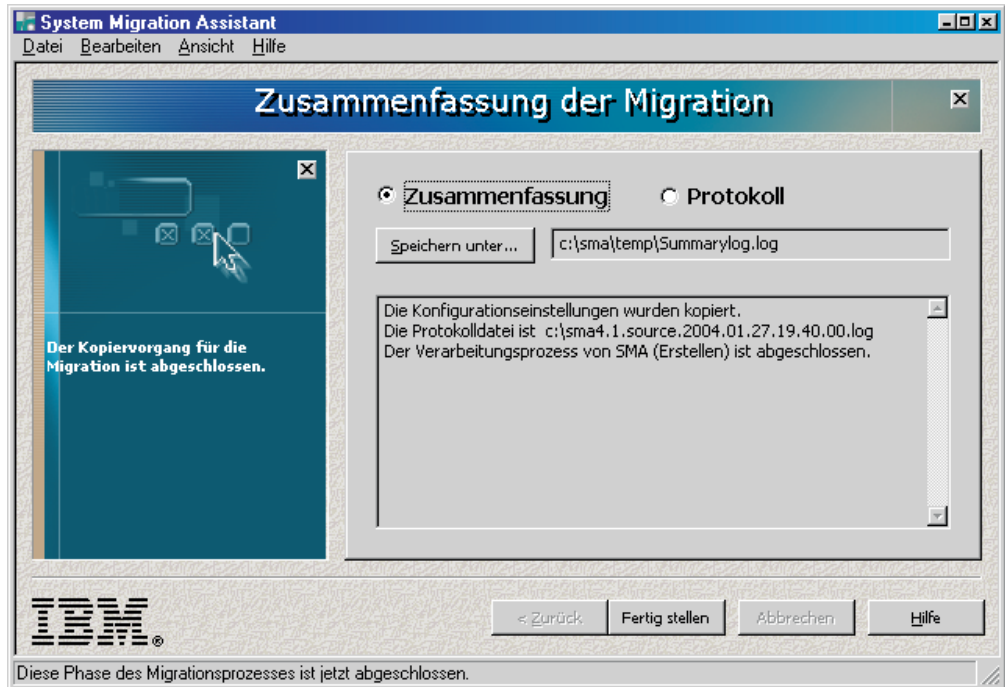 System Migration Assistant
Datei Bearbeiten Ansicht Hilfe
Zusammenfassung der Migration
Zusammenfassung
Protokoll
Speichern unter...
c:\sma\temp\Summarylog.log
Der Kopiervorgang für die
Migration ist abgeschlossen.
Die Konfigurationseinstellungen wurden kopiert.
Die Protokolldatei ist c:\sma4.1.source.2004.01.27.19.40.00.log
Der Verarbeitungsprozess von SMA (Erstellen) ist abgeschlossen.
IBM®
< Zurück
Fertig stellen
Abbrechen
Hilfe
Diese Phase des Migrationsprozesses ist jetzt abgeschlossen.